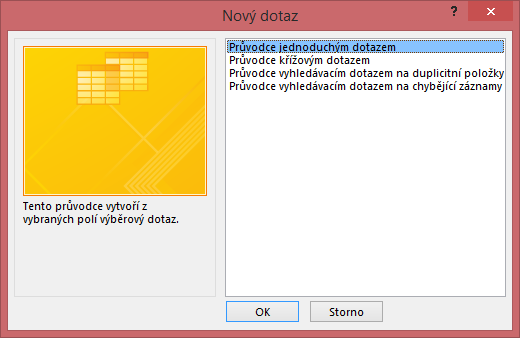 Nový dotaz
?
Průvodce jednoduchým dotazem
Průvodce křížovým dotazem
Průvodce vyhledávacím dotazem na duplicitní položky
Průvodce vyhledávacím dotazem na chybějící záznamy
Tento průvodce vytvoří z
vybraných polí výběrový dotaz.
OK
Storno